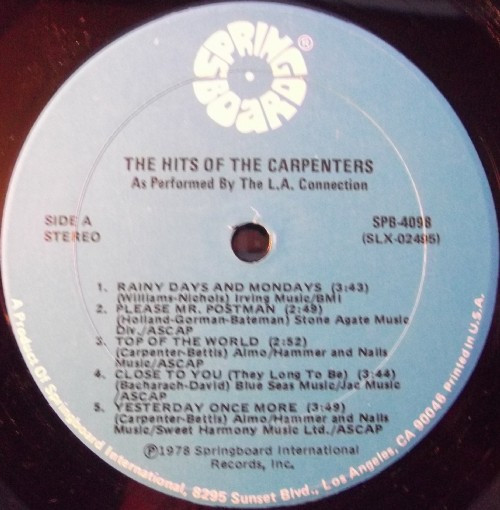 SPRINGBOARD®
THE HITS OF THE CARPENTERS
As Performed By The L.A. Connection
SIDE A
STEREO
SPB-4098
(SLX-02495)
1. RAINY DAYS AND MONDAYS (3:43)
(Williams-Nichols) Irving Music/BMI
2. PLEASE MR. POSTMAN (2:49)
(Holland-Gorman-Bateman) Stone Agate Music
Div./ASCAP
3. TOP OF THE WORLD (2:52)
(Carpenter-Bettis) Almo/Hammer and Nails
Music/ASCAP
4. CLOSE TO YOU (They Long To Be) (3:44)
(Bacharach-David) Blue Seas Music/Jac Music
/ASCAP
5. YESTERDAY ONCE MORE (3:49)
(Carpenter-Bettis) Almo/Hammer and Nails
Music/Sweet Harmony Music Ltd./ASCAP
℗1978 Springboard International
Records, Inc.
A Product Of Springboard International, 8295 Sunset Blvd., Los Angeles, CA 90046 Printed in U.S.A.